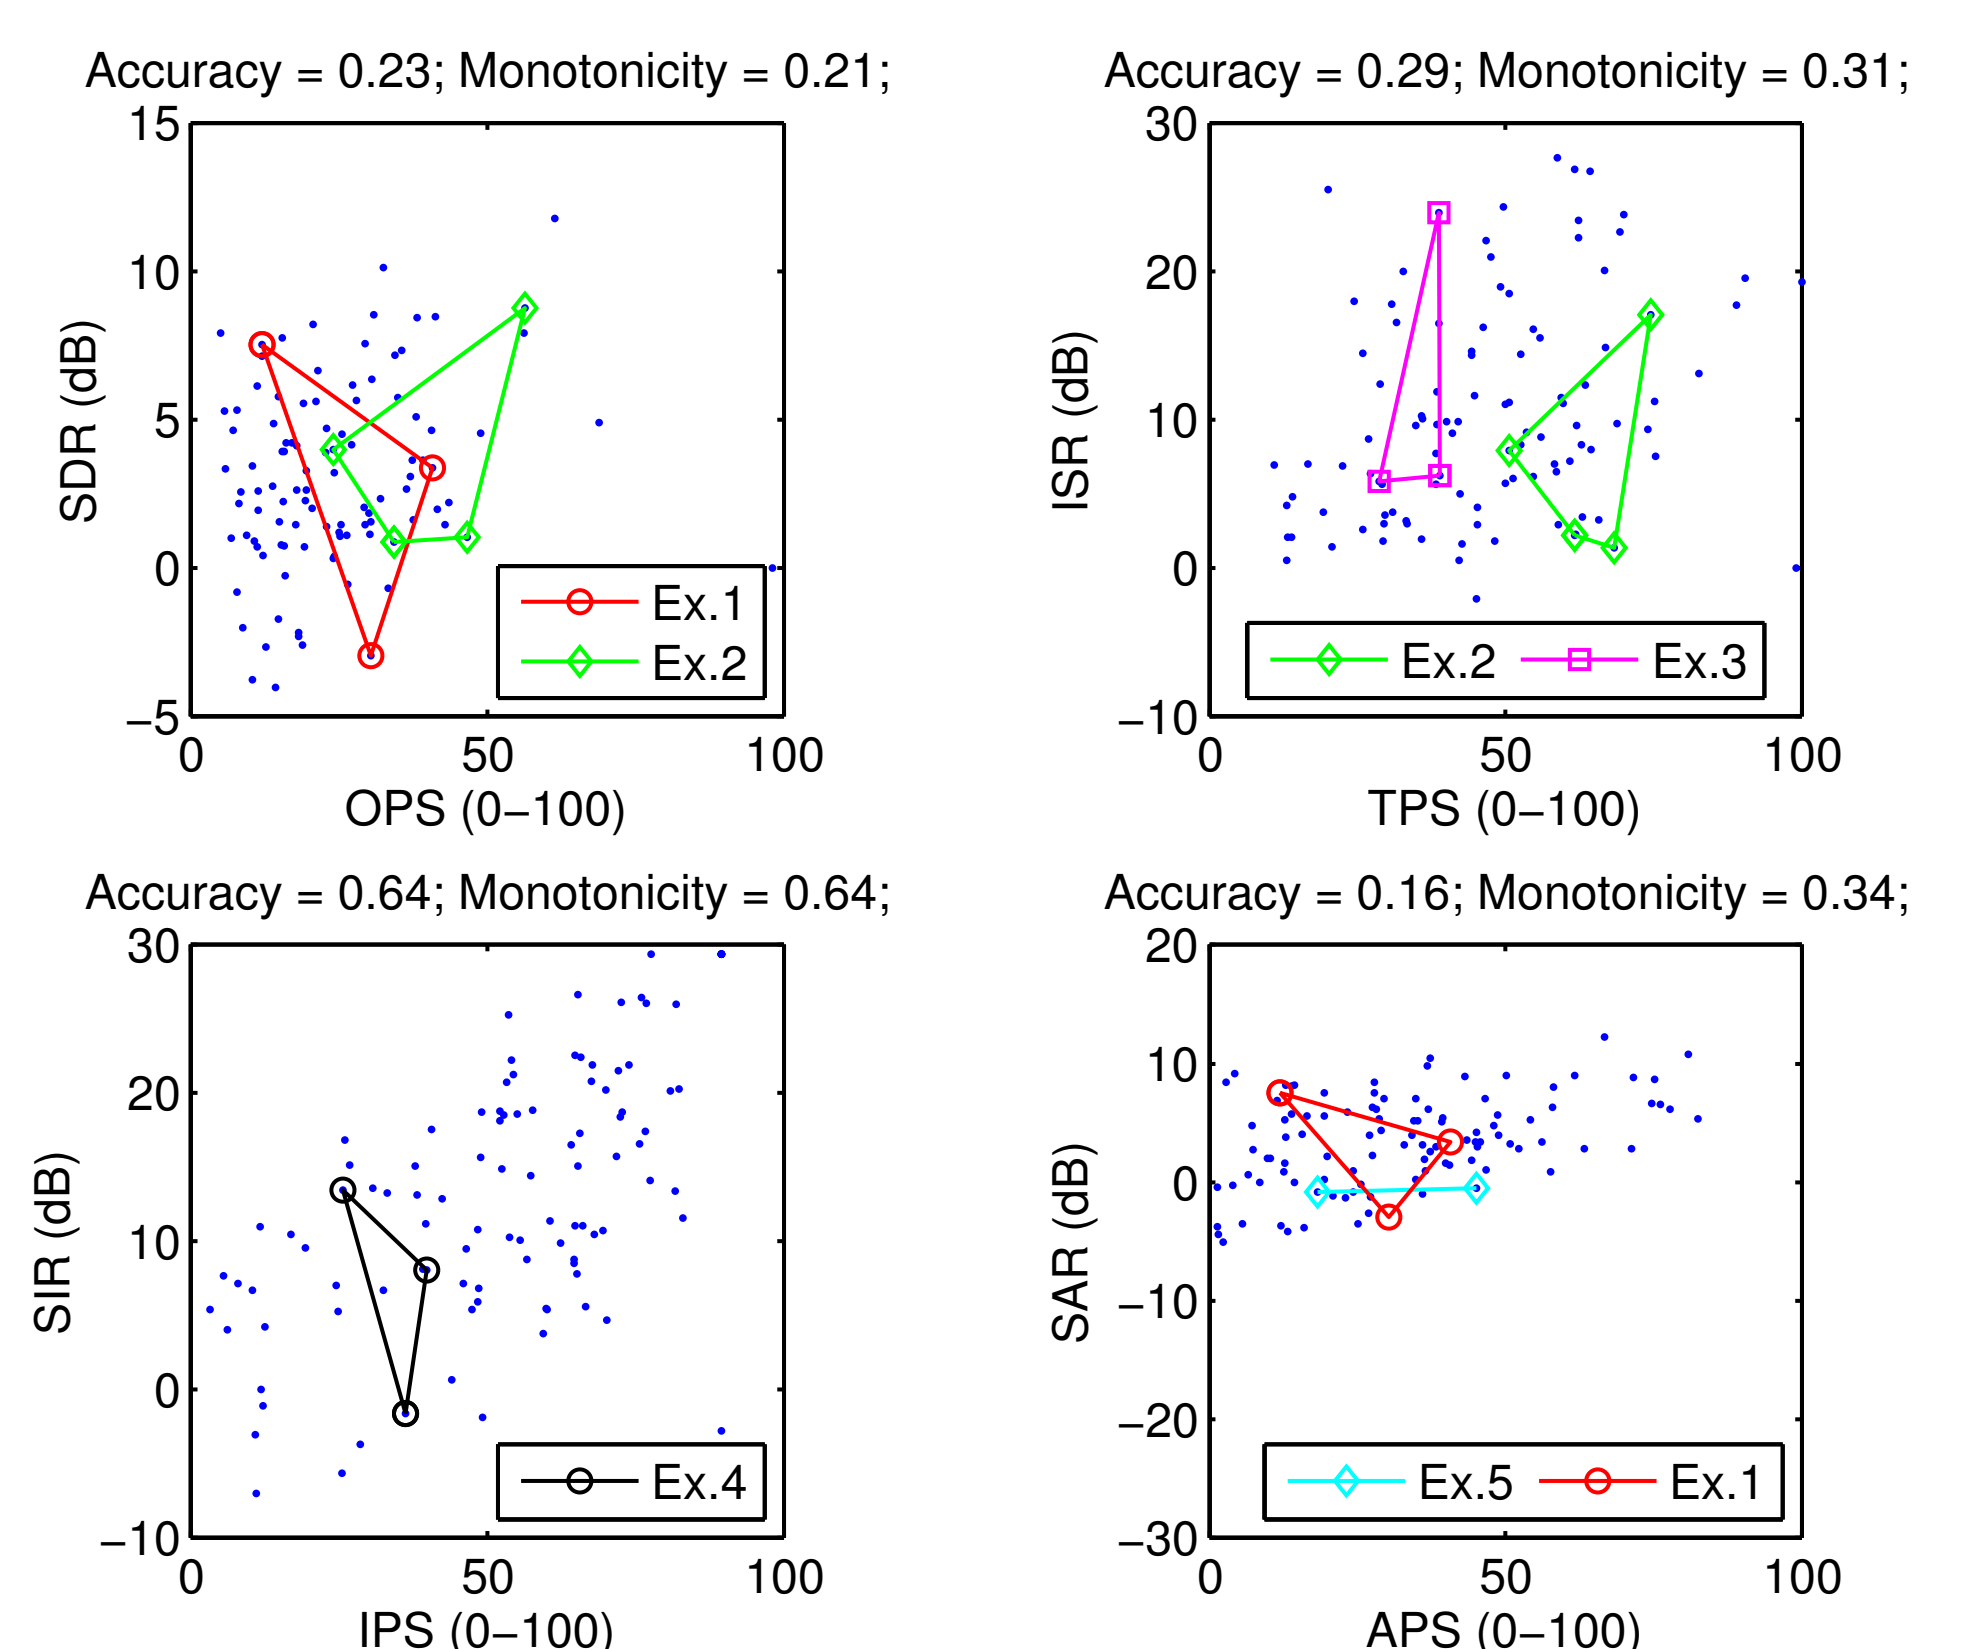 Accuracy = 0.23; Monotonicity = 0.21;
15
10
5
0
−5
0 50 100
SDR (dB)
OPS (0−100)
Ex.1
Ex.2
Accuracy = 0.29; Monotonicity = 0.31;
30
20
10
0
−10
0 50 100
ISR (dB)
TPS (0−100)
Ex.2 Ex.3
Accuracy = 0.64; Monotonicity = 0.64;
30
20
10
0
−10
0 50 100
SIR (dB)
IPS (0−100)
Ex.4
Accuracy = 0.16; Monotonicity = 0.34;
20
10
0
−10
−20
−30
0 50 100
SAR (dB)
APS (0−100)
Ex.5 Ex.1